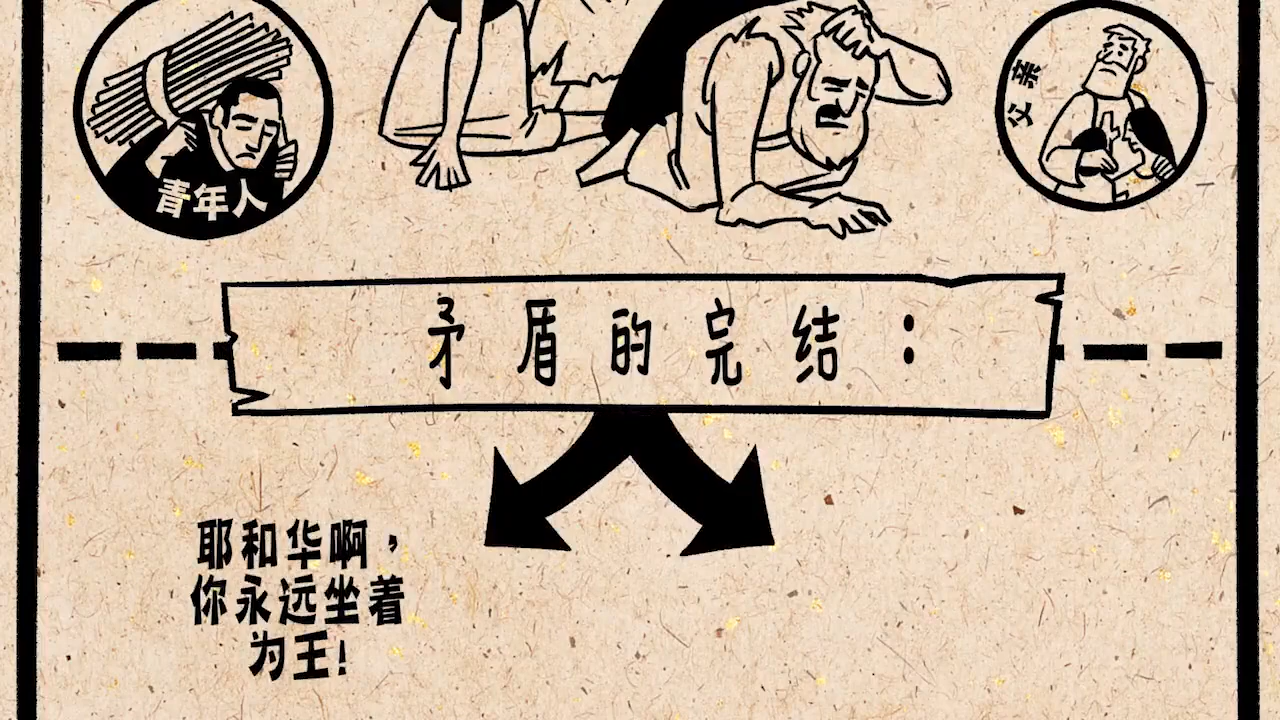 青年人
父亲
矛盾的完结：
耶和华啊，
你永远坐着
为王！